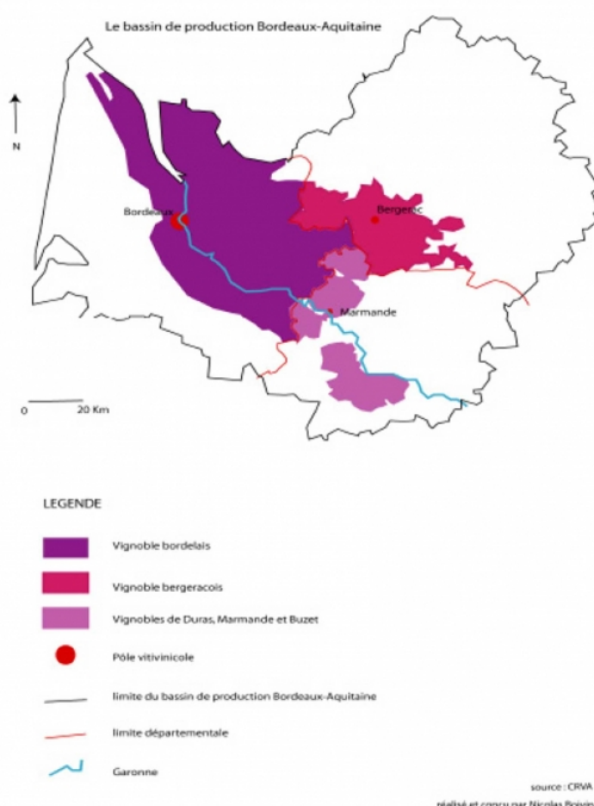 Le bassin de production Bordeaux-Aquitaine
N
Bordeaux
Bergerac
Marmande
0 20 Km
LEGENDE
Vignoble bordelais
Vignoble bergeracois
Vignobles de Duras, Marmande et Buzet
Pôle vitivinicole
limite du bassin de production Bordeaux-Aquitaine
limite départementale
Garonne
source : CRVA
réalisé et conçu par Nicolas Boivin